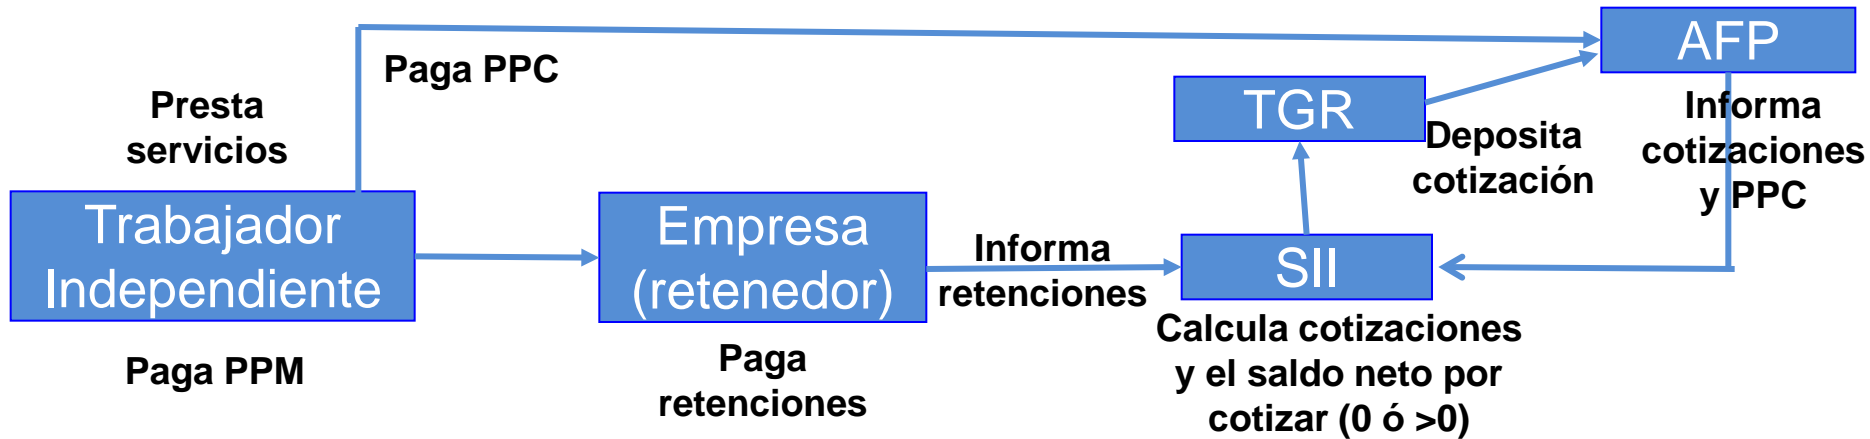 Presta
servicios
Trabajador
Independiente
Paga PPM
Paga PPC
Empresa
(retenedor)
Paga
retenciones
Informa
retenciones
TGR
SII
Calcula cotizaciones
y el saldo neto por
cotizar (0 ó >0)
Deposita
cotización
AFP
Informa
cotizaciones
y PPC